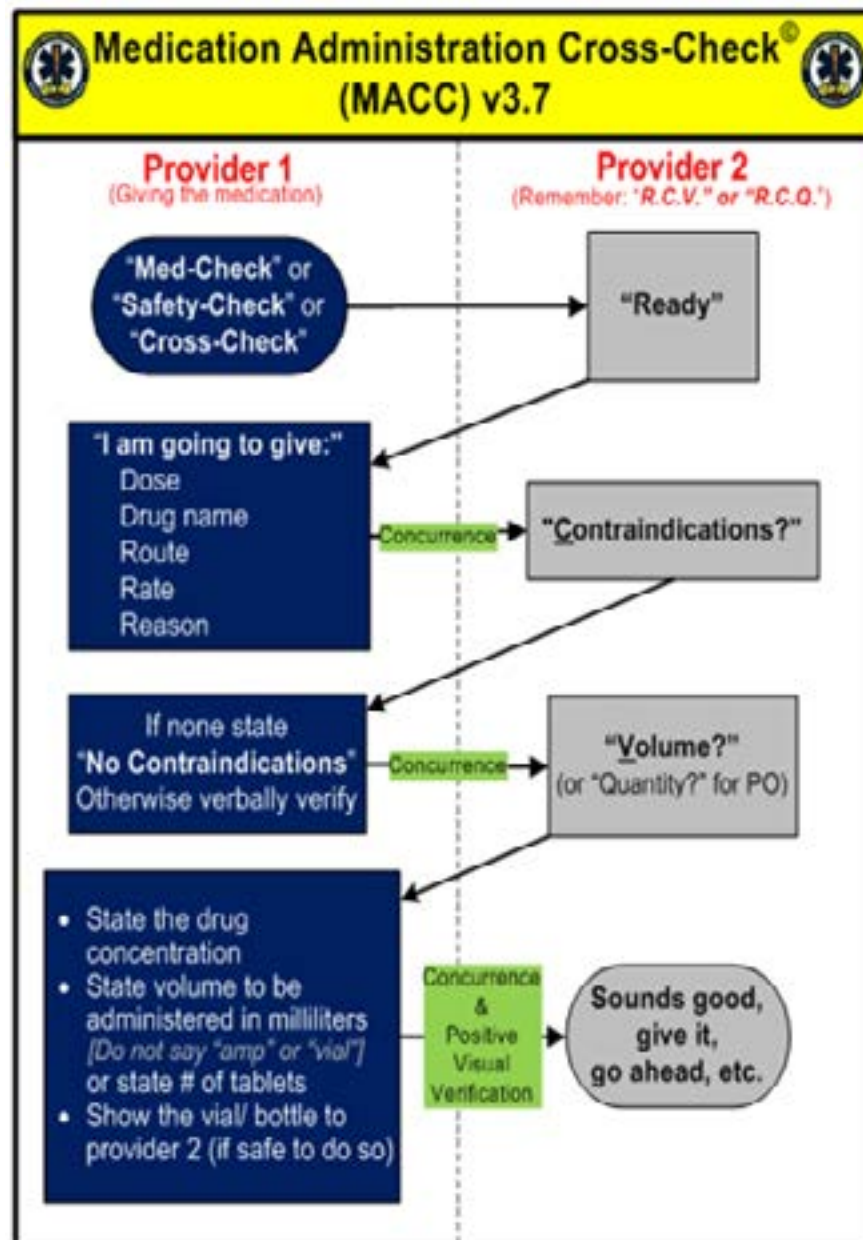 Medication Administration Cross-Check©
(MACC) v3.7
Provider 1
(Giving the medication)
Provider 2
(Remember: "R.C.V." or "R.C.Q.")
"Med-Check" or
"Safety-Check" or
"Cross-Check"
"Ready"
"I am going to give:"
Dose
Drug name
Route
Rate
Reason
Concurrence
"Contraindications?"
If none state
"No Contraindications"
Otherwise verbally verify
Concurrence
"Volume?"
(or "Quantity?" for PO)
• State the drug
concentration
• State volume to be
administered in milliliters
[Do not say "amp" or "vial"]
or state # of tablets
• Show the vial/ bottle to
provider 2 (if safe to do so)
Concurrence
&
Positive
Visual
Verification
Sounds good,
give it,
go ahead, etc.